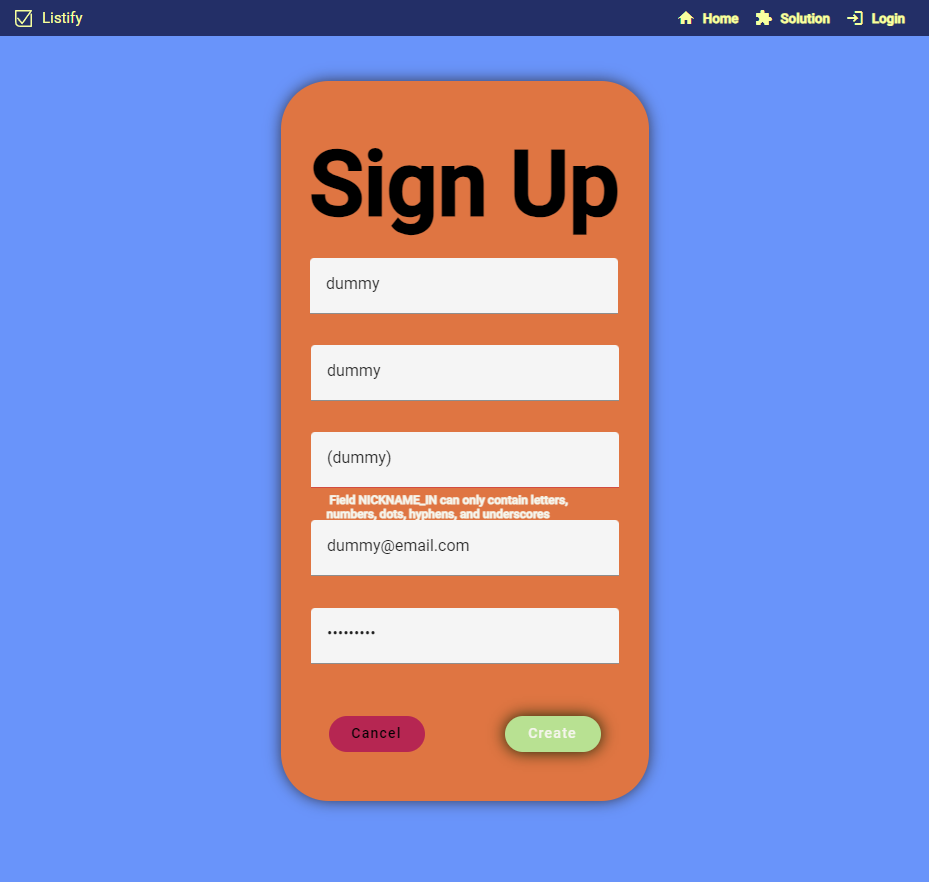 Listify
Home
Solution
Login
Sign Up
dummy
dummy
(dummy)
Field NICKNAME_IN can only contain letters,
numbers, dots, hyphens, and underscores
dummy@email.com
•••••••••
Cancel
Create